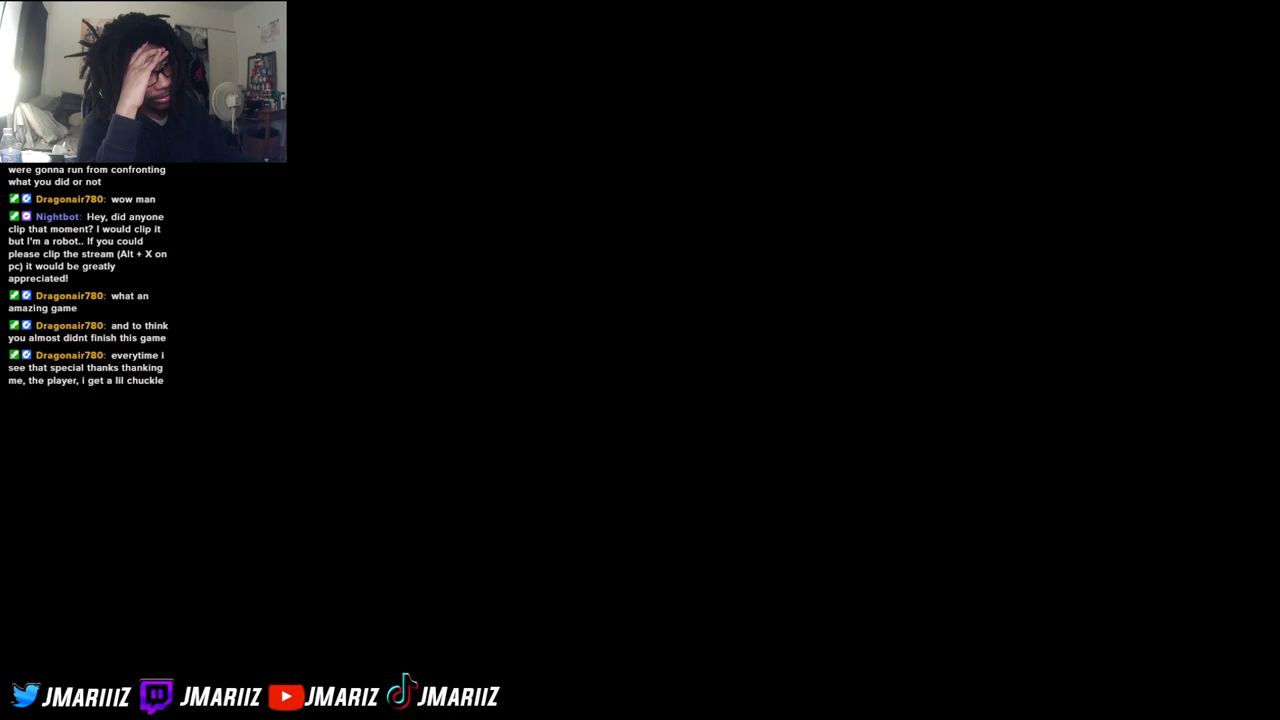 were gonna run from confronting
what you did or not
Dragonair780: wow man
Nightbot: Hey, did anyone
clip that moment? I would clip it
but I'm a robot.. If you could
please clip the stream (Alt + X on
pc) it would be greatly
appreciated!
Dragonair780: what an
amazing game
Dragonair780: and to think
you almost didnt finish this game
Dragonair780: everytime i
see that special thanks thanking
me, the player, i get a lil chuckle
JMARIIIZ JMARIIZ JMARIZ JMARIIZ